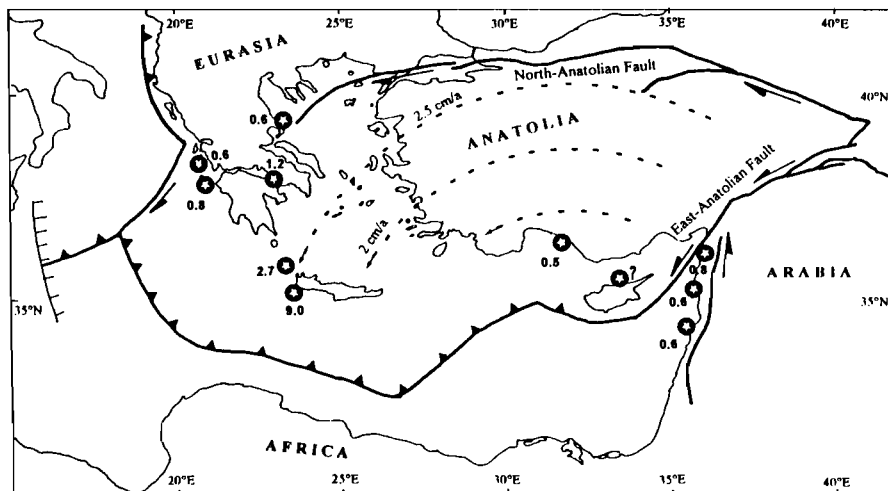 20°E 25°E 30°E 35°E 40°E
EURASIA
North-Anatolian Fault
40°N 40°N
2.5 cm/a
ANATOLIA
0.6
0.6
1.2
0.8
East-Anatolian Fault
2 cm/a
2.7
0.5
?
0.8
ARABIA
0.6
35°N 35°N
9.0
0.6
AFRICA
20°E 25°E 30°E 35°E 40°E